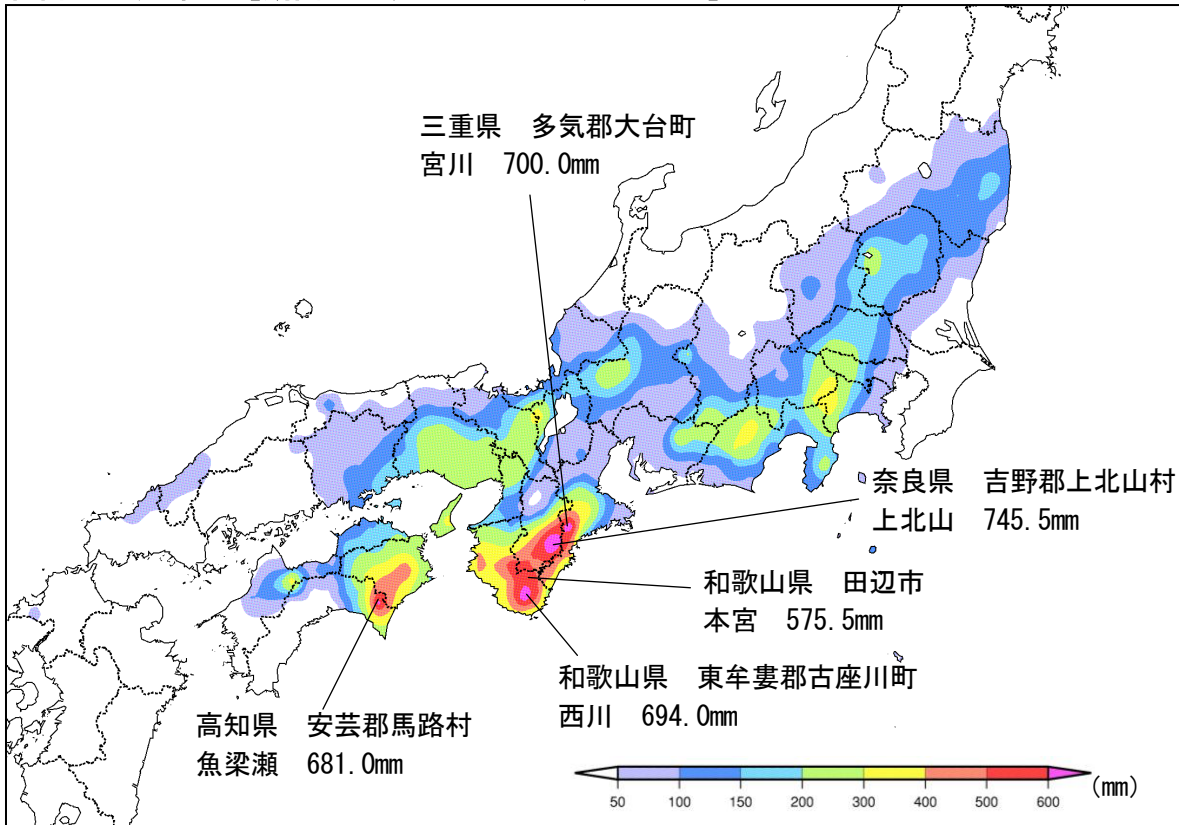 三重県　多気郡大台町
宮川　700.0mm
奈良県　吉野郡上北山村
上北山　745.5mm
和歌山県　田辺市
本宮　575.5mm
和歌山県　東牟婁郡古座川町
西川　694.0mm
高知県　安芸郡馬路村
魚梁瀬　681.0mm
(mm)
50 100 150 200 300 400 500 600